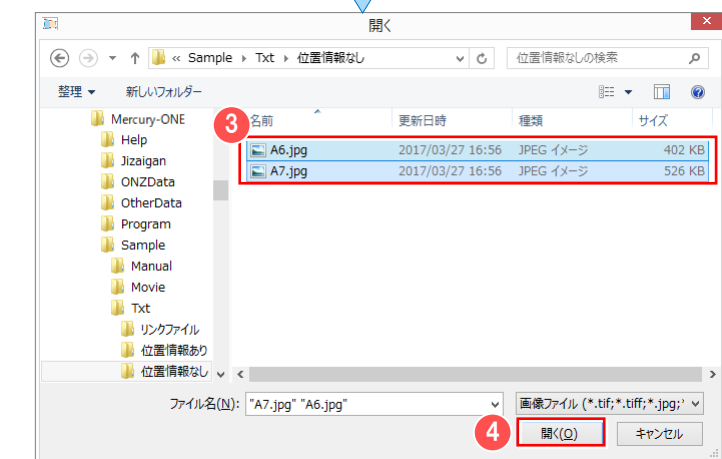 開く
« Sample › Txt › 位置情報なし
位置情報なしの検索
整理
新しいフォルダー
Mercury-ONE
Help
Jizaigan
ONZData
OtherData
Program
Sample
Manual
Movie
Txt
リンクファイル
位置情報あり
位置情報なし
3
名前 更新日時 種類 サイズ
A6.jpg 2017/03/27 16:56 JPEG イメージ 402 KB
A7.jpg 2017/03/27 16:56 JPEG イメージ 526 KB
ファイル名(N): "A7.jpg" "A6.jpg"
画像ファイル (*.tif;*.tiff;*.jpg;
4
開く(O) キャンセル